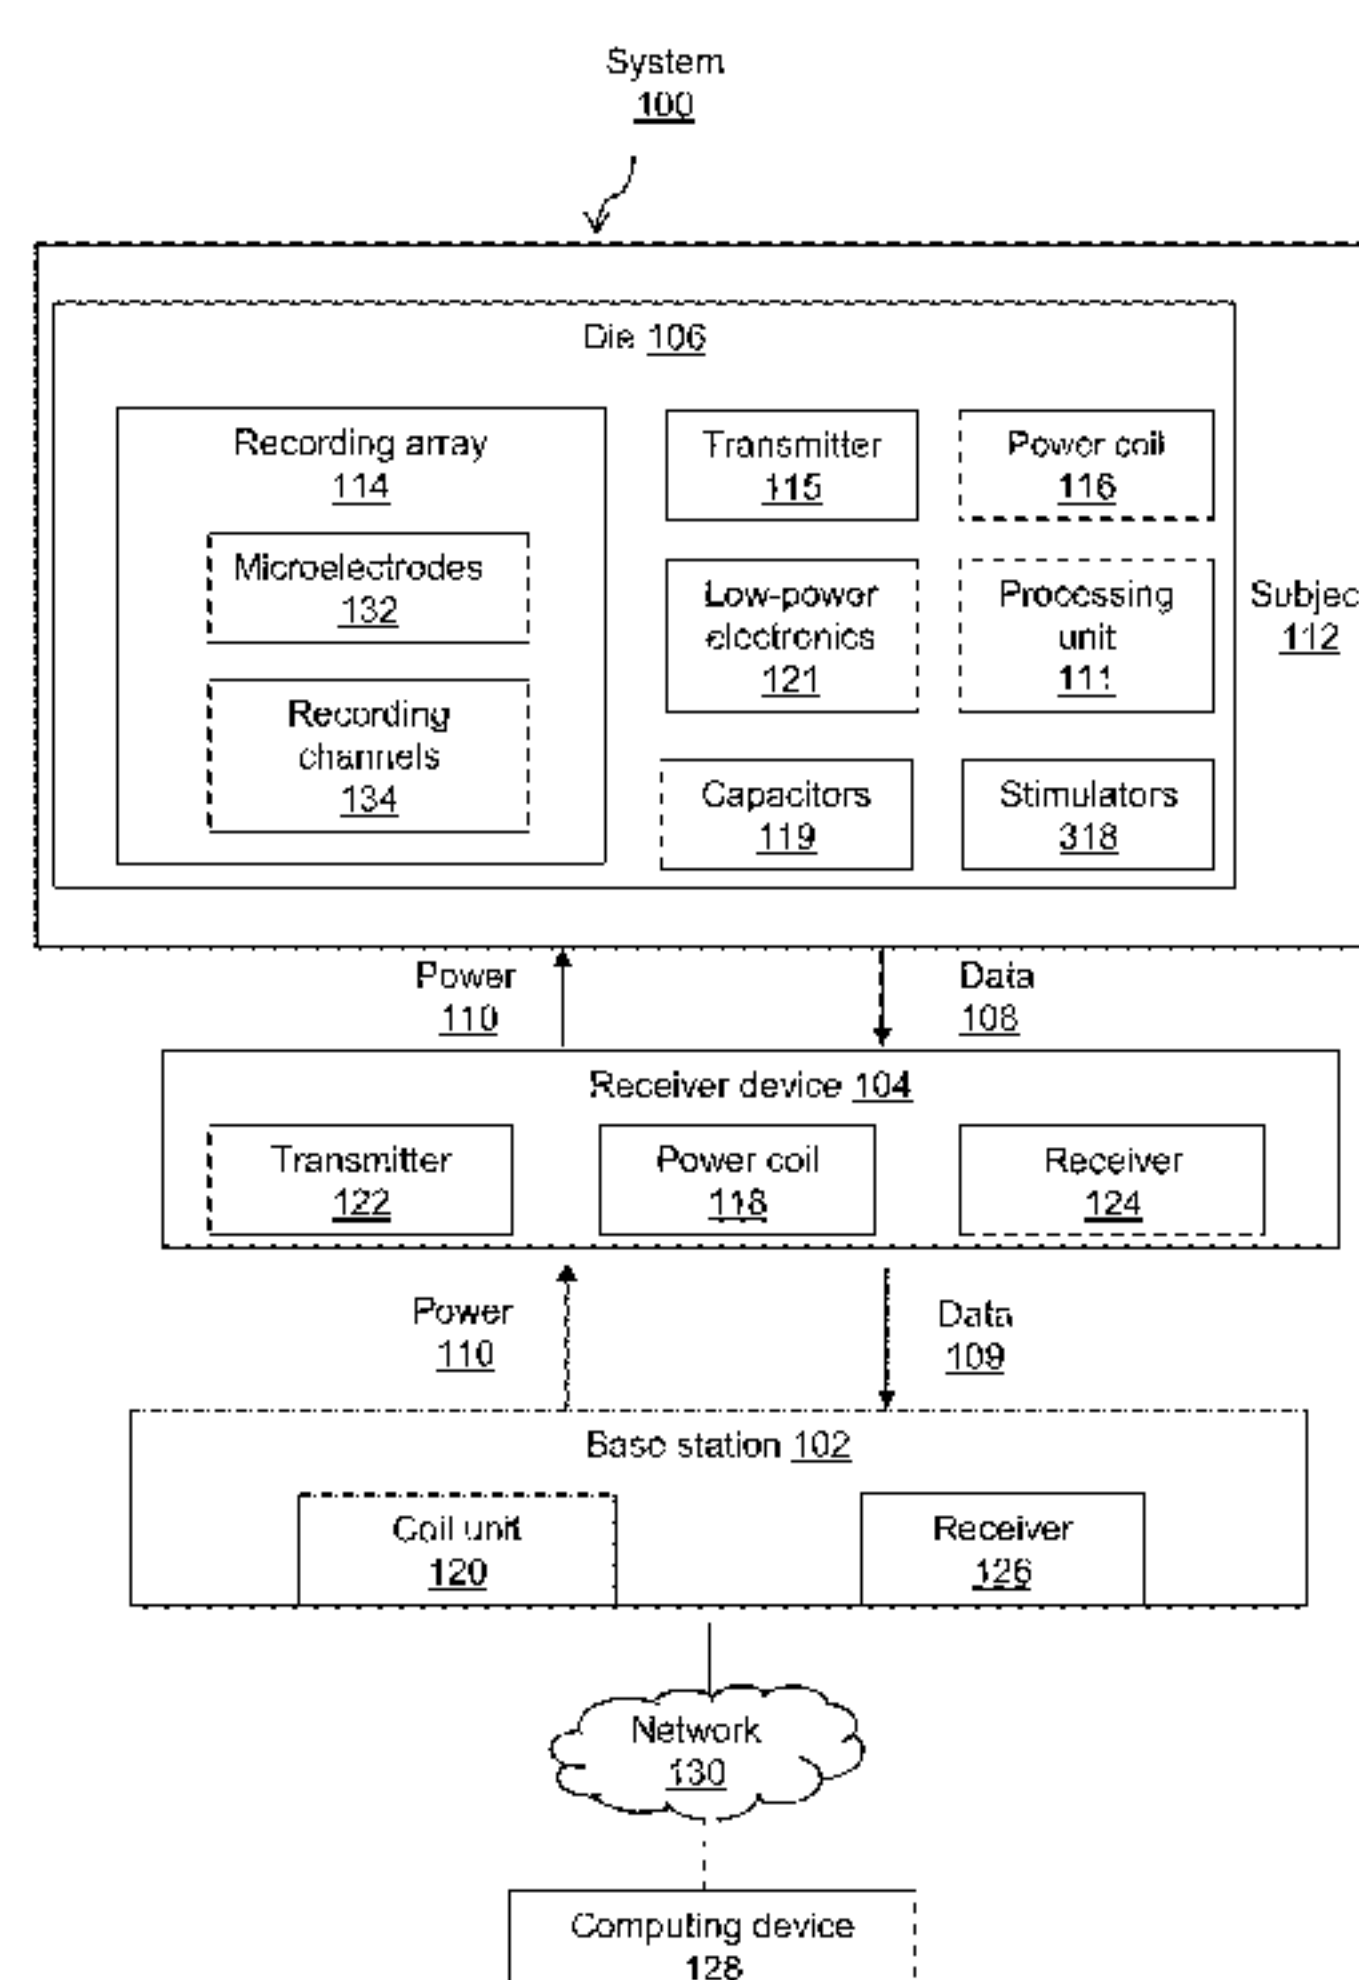 System
100
Die 106
Recording array
114
Microelectrodes
132
Recording
channels
134
Transmitter
115
Power coil
116
Low-power
electronics
121
Processing
unit
111
Capacitors
119
Stimulators
318
Subjec
112
Power
110
Data
108
Receiver device 104
Transmitter
122
Power coil
118
Receiver
124
Power
110
Data
109
Base station 102
Coil unit
120
Receiver
126
Network
130
Computing device
128